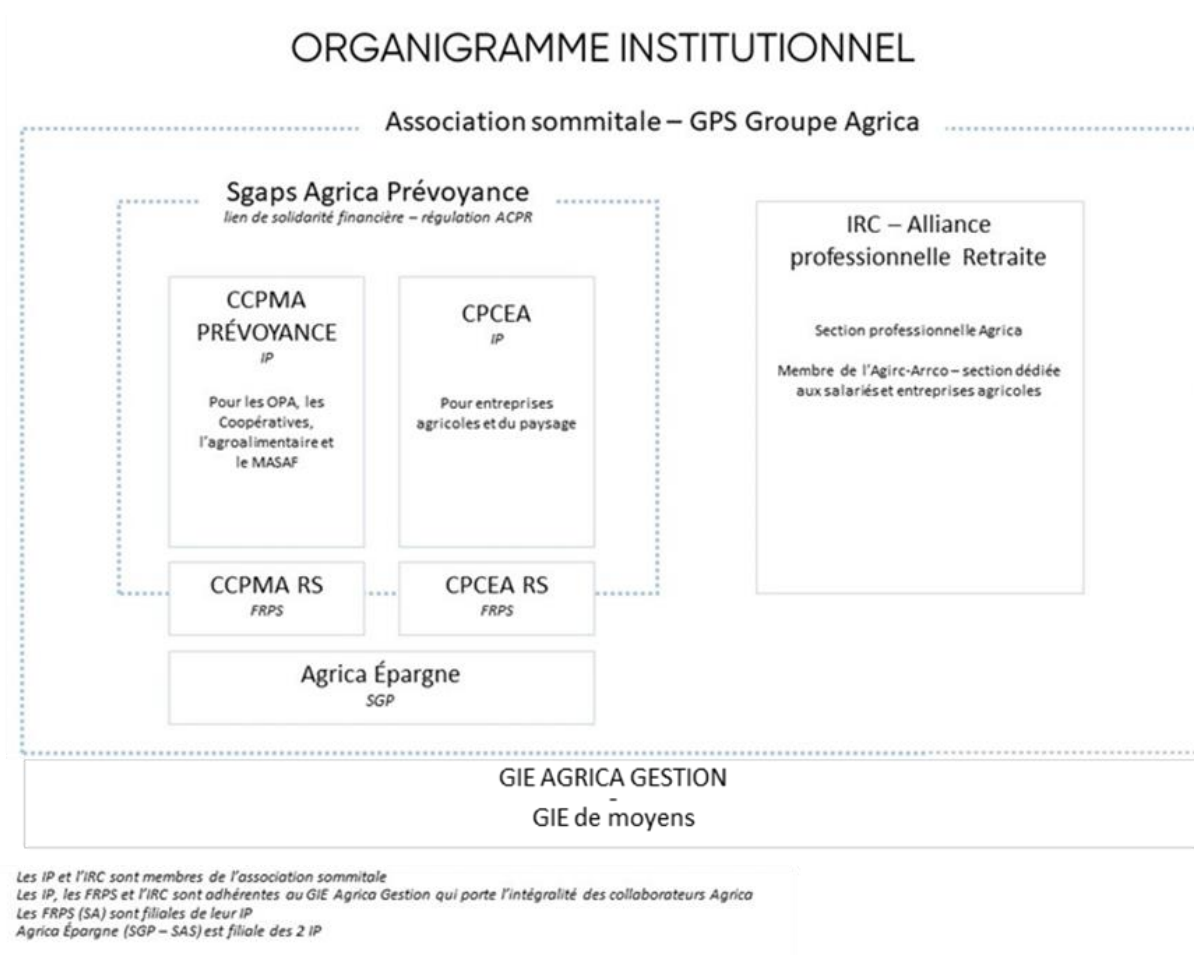 ORGANIGRAMME INSTITUTIONNEL
Association sommitale – GPS Groupe Agrica
Sgaps Agrica Prévoyance
lien de solidarité financière – régulation ACPR
CCPMA
PRÉVOYANCE
IP
Pour les OPA, les
Coopératives,
l'agroalimentaire et
le MASAF
CPCEA
IP
Pour entreprises
agricoles et du paysage
IRC – Alliance
professionnelle Retraite
Section professionnelle Agrica
Membre de l'Agirc-Arrco – section dédiée
aux salariés et entreprises agricoles
CCPMA RS
FRPS
CPCEA RS
FRPS
Agrica Épargne
SGP
GIE AGRICA GESTION
-
GIE de moyens
Les IP et l'IRC sont membres de l'association sommitale
Les IP, les FRPS et l'IRC sont adhérentes au GIE Agrica Gestion qui porte l'intégralité des collaborateurs Agrica
Les FRPS (SA) sont filiales de leur IP
Agrica Épargne (SGP – SAS) est filiale des 2 IP